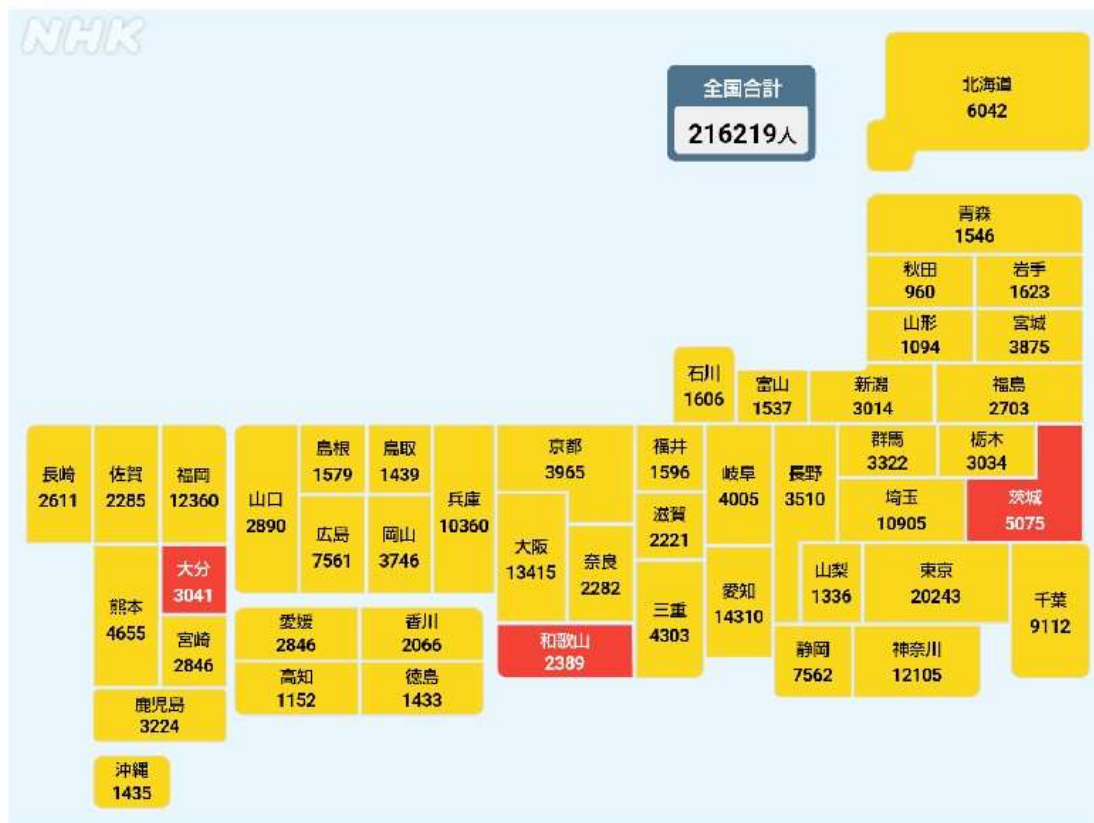 NHK
全国合計
216219人
北海道
6042
青森
1546
秋田
960
岩手
1623
山形
1094
宮城
3875
石川
1606
富山
1537
新潟
3014
福島
2703
長崎
2611
佐賀
2285
福岡
12360
山口
2890
島根
1579
鳥取
1439
兵庫
10360
京都
3965
福井
1596
岐阜
4005
長野
3510
群馬
3322
栃木
3034
茨城
5075
埼玉
10905
滋賀
2221
広島
7561
岡山
3746
大阪
13415
奈良
2282
大分
3041
熊本
4655
宮崎
2846
愛媛
2846
香川
2066
和歌山
2389
三重
4303
愛知
14310
山梨
1336
東京
20243
千葉
9112
静岡
7562
神奈川
12105
高知
1152
徳島
1433
鹿児島
3224
沖縄
1435